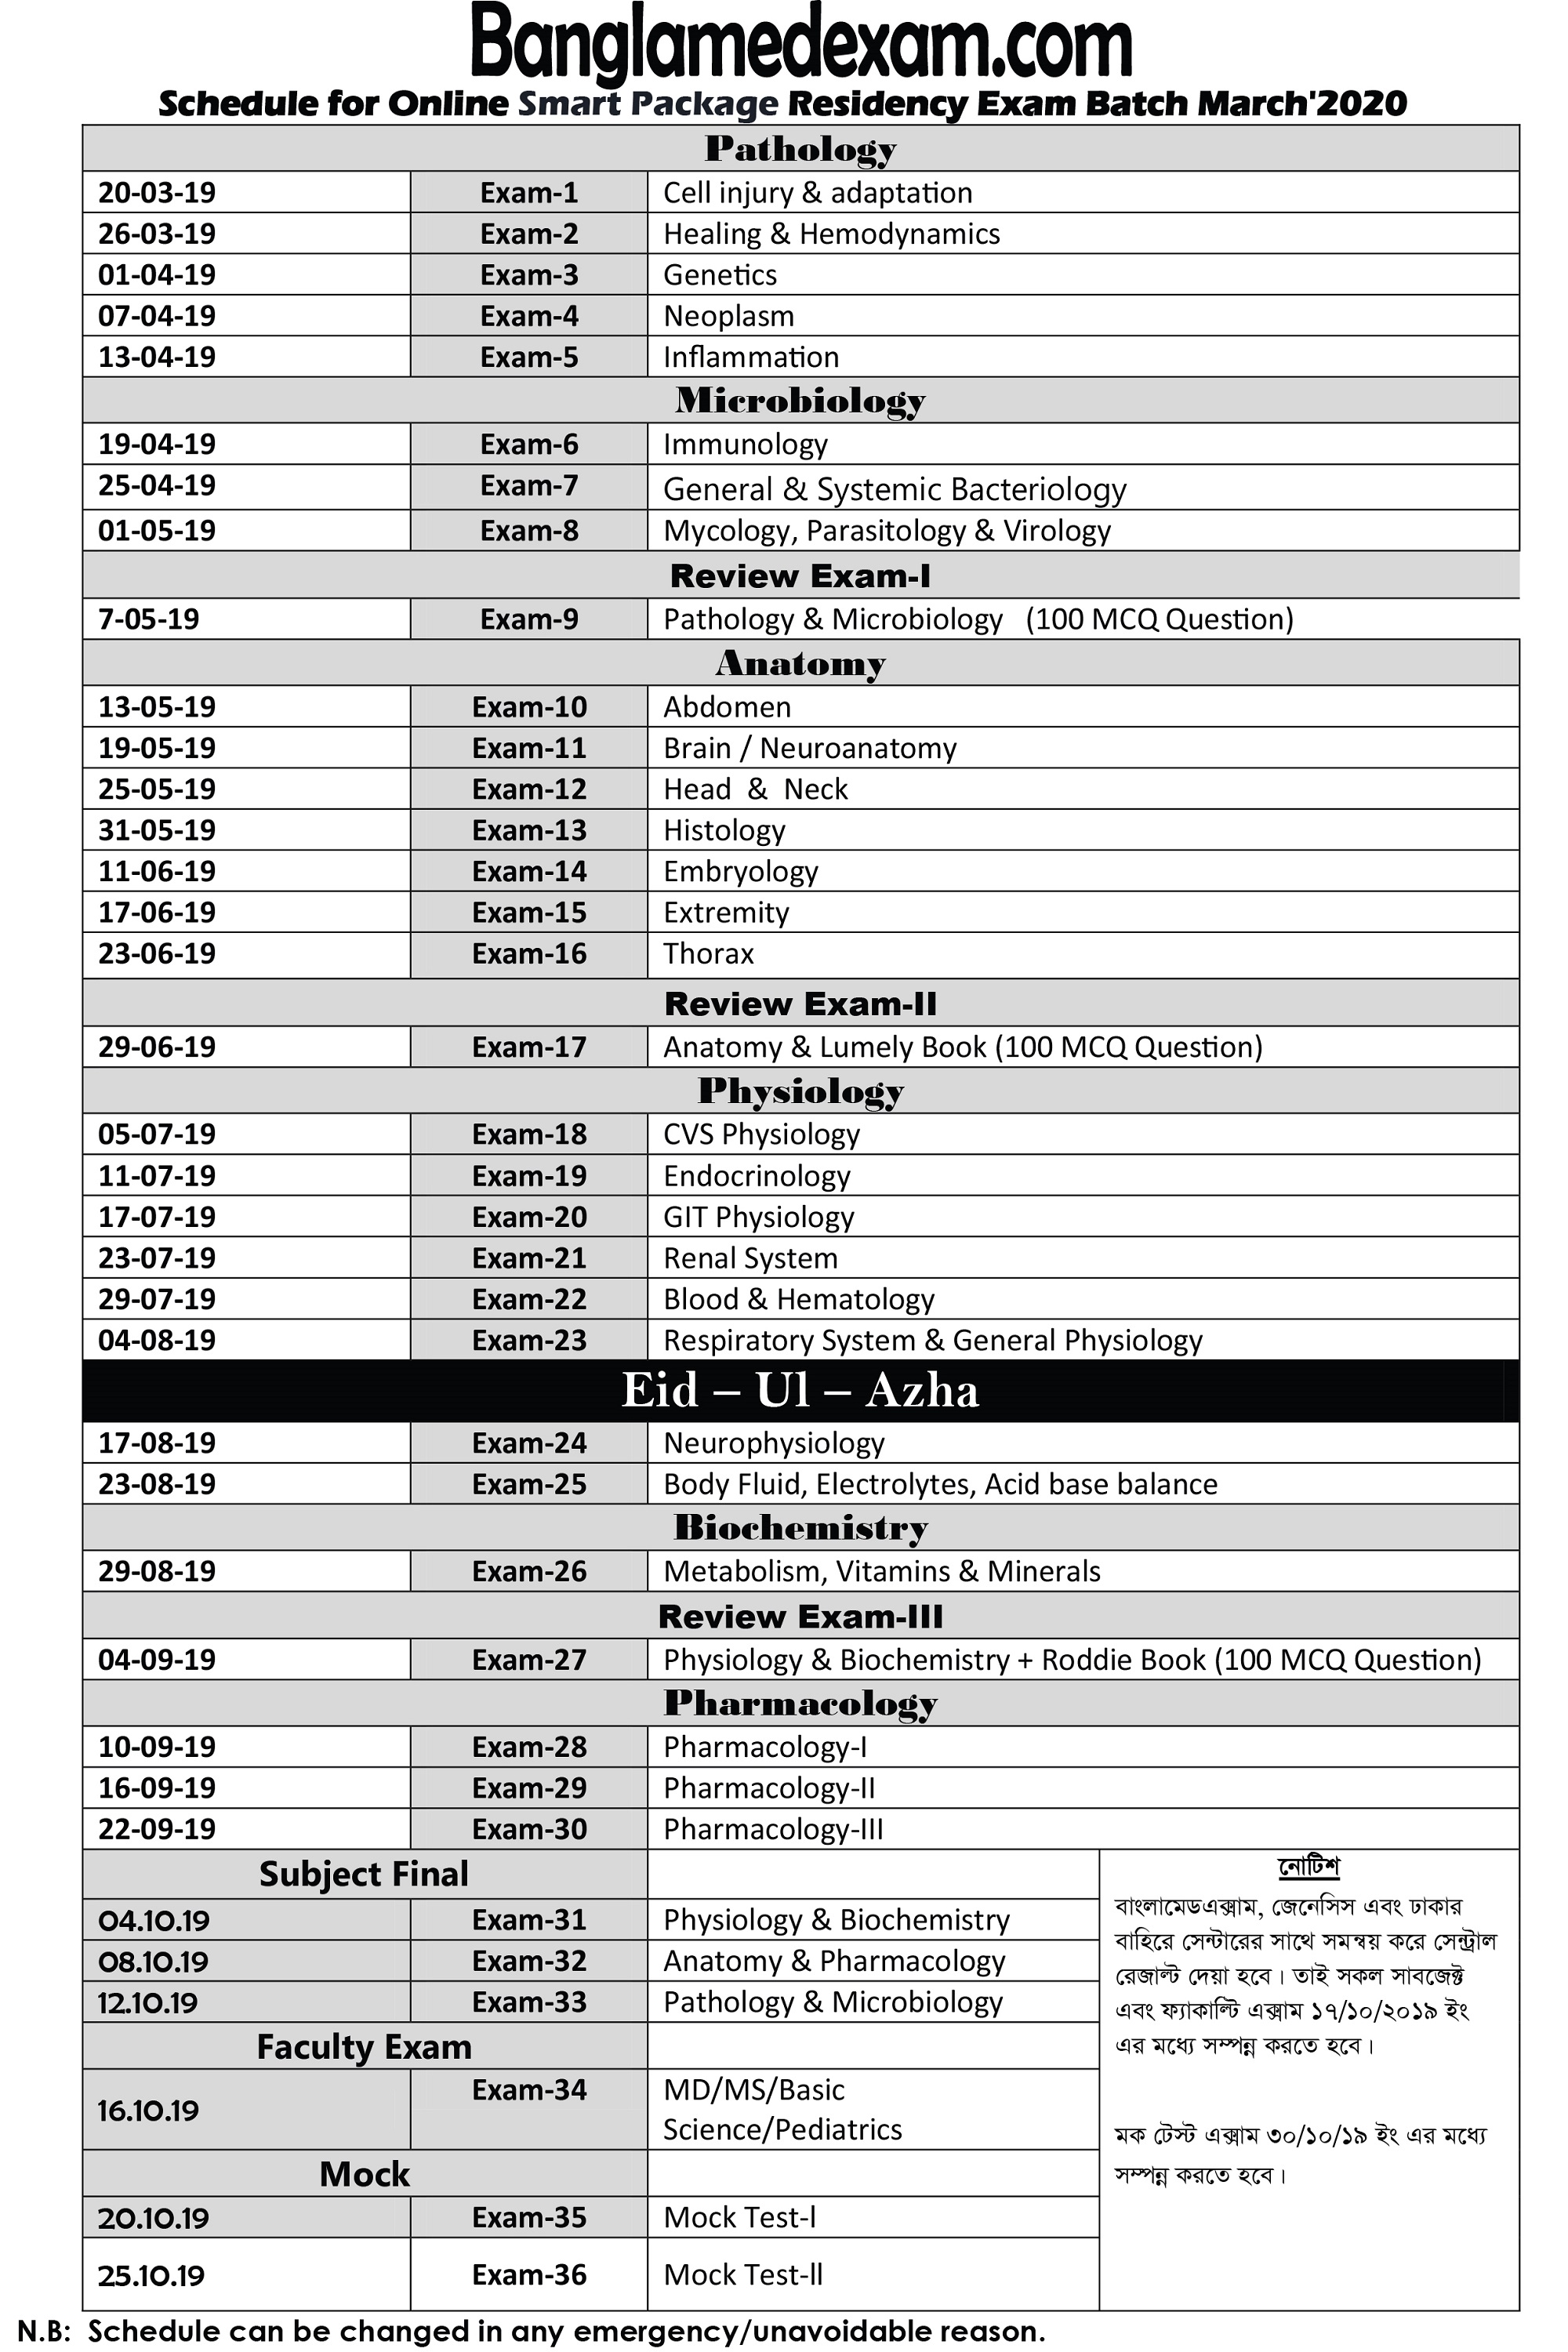 Banglamedexam.com
Schedule for Online Smart Package Residency Exam Batch March'2020
Pathology
20-03-19 Exam-1 Cell injury & adaptation
26-03-19 Exam-2 Healing & Hemodynamics
01-04-19 Exam-3 Genetics
07-04-19 Exam-4 Neoplasm
13-04-19 Exam-5 Inflammation
Microbiology
19-04-19 Exam-6 Immunology
25-04-19 Exam-7 General & Systemic Bacteriology
01-05-19 Exam-8 Mycology, Parasitology & Virology
Review Exam-I
7-05-19 Exam-9 Pathology & Microbiology (100 MCQ Question)
Anatomy
13-05-19 Exam-10 Abdomen
19-05-19 Exam-11 Brain / Neuroanatomy
25-05-19 Exam-12 Head & Neck
31-05-19 Exam-13 Histology
11-06-19 Exam-14 Embryology
17-06-19 Exam-15 Extremity
23-06-19 Exam-16 Thorax
Review Exam-II
29-06-19 Exam-17 Anatomy & Lumely Book (100 MCQ Question)
Physiology
05-07-19 Exam-18 CVS Physiology
11-07-19 Exam-19 Endocrinology
17-07-19 Exam-20 GIT Physiology
23-07-19 Exam-21 Renal System
29-07-19 Exam-22 Blood & Hematology
04-08-19 Exam-23 Respiratory System & General Physiology
Eid – Ul – Azha
17-08-19 Exam-24 Neurophysiology
23-08-19 Exam-25 Body Fluid, Electrolytes, Acid base balance
Biochemistry
29-08-19 Exam-26 Metabolism, Vitamins & Minerals
Review Exam-III
04-09-19 Exam-27 Physiology & Biochemistry + Roddie Book (100 MCQ Question)
Pharmacology
10-09-19 Exam-28 Pharmacology-I
16-09-19 Exam-29 Pharmacology-II
22-09-19 Exam-30 Pharmacology-III
Subject Final
04.10.19 Exam-31 Physiology & Biochemistry
08.10.19 Exam-32 Anatomy & Pharmacology
12.10.19 Exam-33 Pathology & Microbiology
Faculty Exam
16.10.19 Exam-34 MD/MS/Basic
Science/Pediatrics
Mock
20.10.19 Exam-35 Mock Test-I
25.10.19 Exam-36 Mock Test-ll
নোটিশ
বাংলামেডএক্সাম, জেনেসিস এবং ঢাকার
বাহিরে সেন্টারের সাথে সমন্বয় করে সেন্ট্রাল
রেজাল্ট দেয়া হবে। তাই সকল সাবজেক্ট
এবং ফ্যাকাল্টি এক্সাম ১৭/১০/২০১৯ ইং
এর মধ্যে সম্পন্ন করতে হবে।
মক টেস্ট এক্সাম ৩০/১০/১৯ ইং এর মধ্যে
সম্পন্ন করতে হবে।
N.B: Schedule can be changed in any emergency/unavoidable reason.